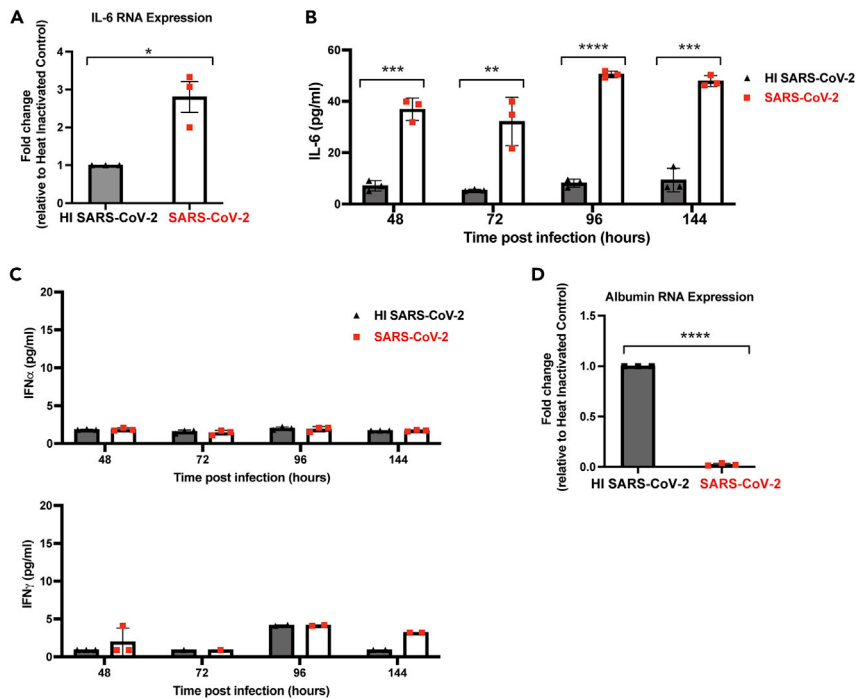 A
IL-6 RNA Expression
Fold change
(relative to Heat Inactivated Control)
4
3
2
1
0
*
HI SARS-CoV-2
SARS-CoV-2
B
IL-6 (pg/ml)
60
40
20
0
***
**
****
***
48
72
96
144
Time post infection (hours)
HI SARS-CoV-2
SARS-CoV-2
C
IFNα (pg/ml)
20
15
10
5
0
48
72
96
144
Time post infection (hours)
HI SARS-CoV-2
SARS-CoV-2
IFNγ (pg/ml)
20
15
10
5
0
48
72
96
144
Time post infection (hours)
D
Albumin RNA Expression
Fold change
(relative to Heat Inactivated Control)
1.5
1.0
0.5
0.0
****
HI SARS-CoV-2
SARS-CoV-2